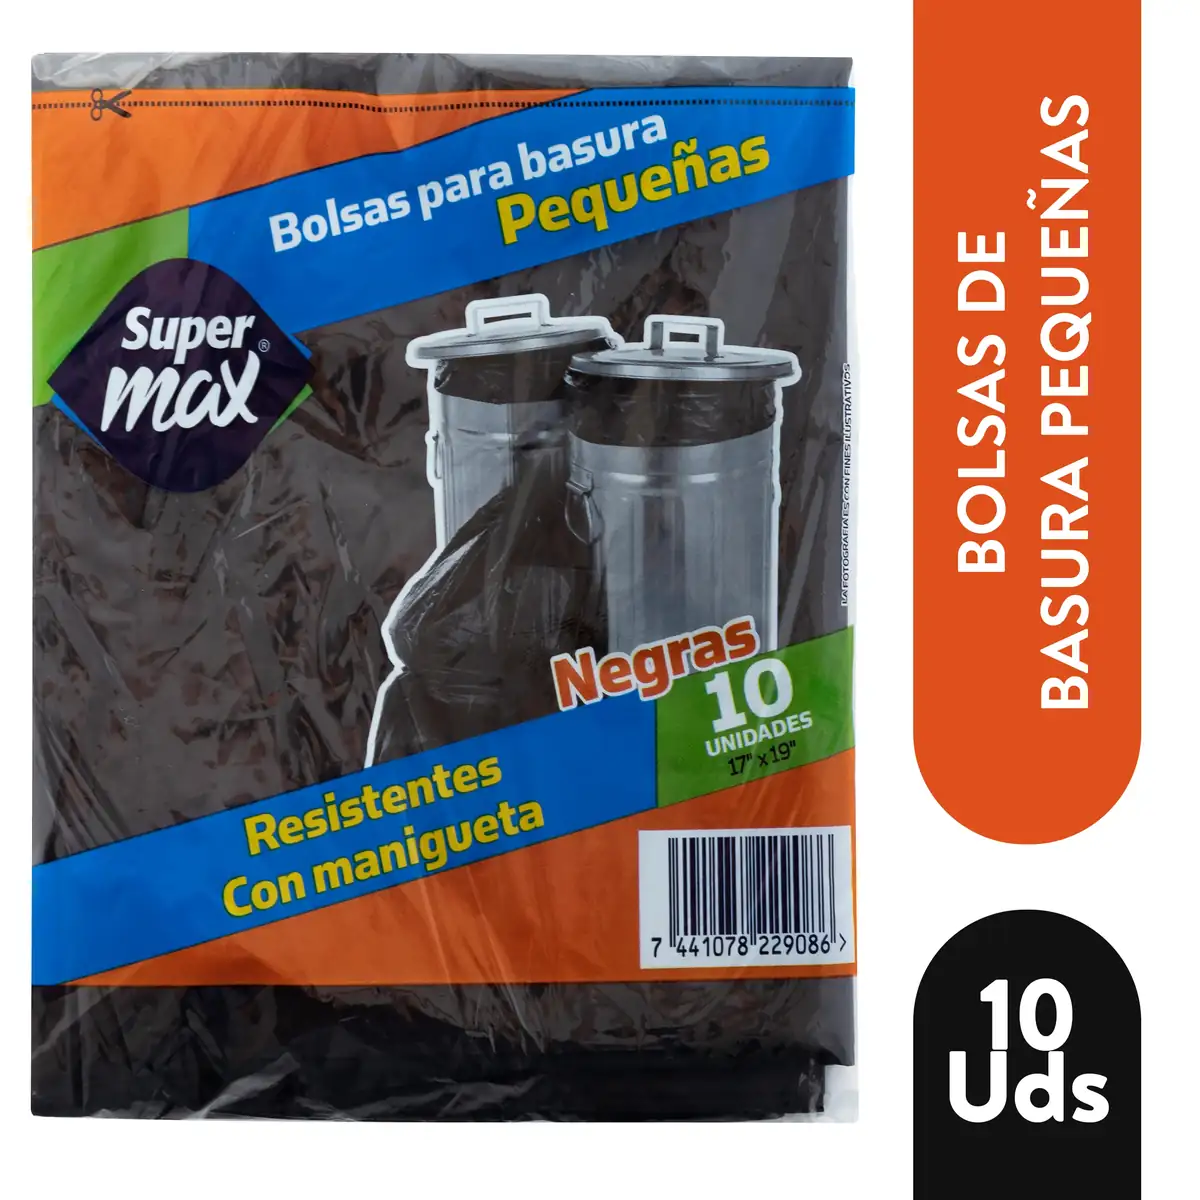 Bolsas para basura
Pequeñas
Super
max®
LA FOTOGRAFIA ES CON FINES ILUSTRATIVOS
Negras
10
UNIDADES
17" x 19"
Resistentes
Con manigueta
7 441078 229086 >
BOLSAS DE
BASURA PEQUEÑAS
10
Uds